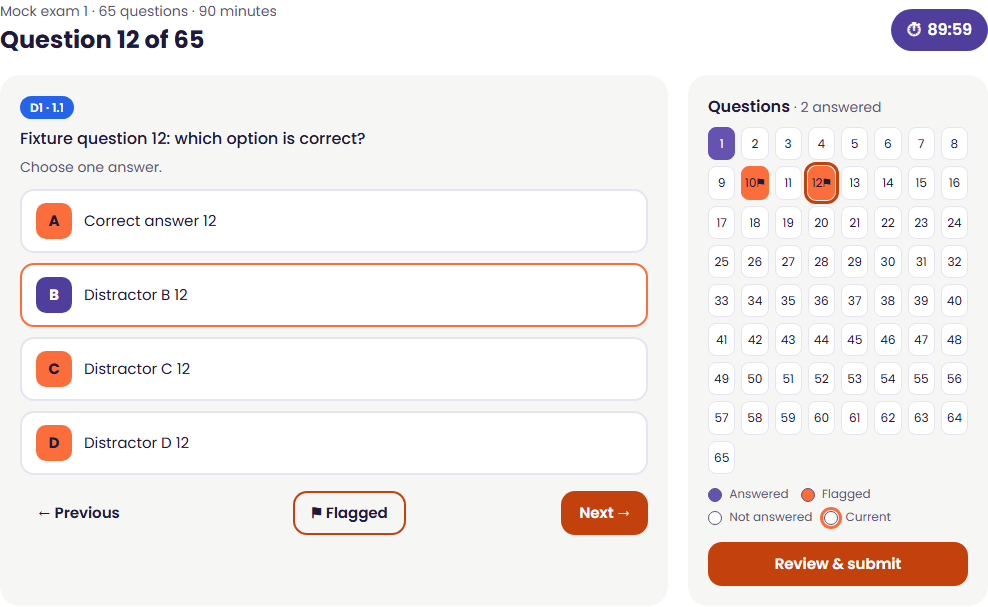 Mock exam 1 · 65 questions · 90 minutes
Question 12 of 65
⏱ 89:59
D1 · 1.1
Fixture question 12: which option is correct?
Choose one answer.
A Correct answer 12
B Distractor B 12
C Distractor C 12
D Distractor D 12
← Previous
⚑ Flagged
Next →
Questions · 2 answered
1 2 3 4 5 6 7 8
9 10⚑ 11 12⚑ 13 14 15 16
17 18 19 20 21 22 23 24
25 26 27 28 29 30 31 32
33 34 35 36 37 38 39 40
41 42 43 44 45 46 47 48
49 50 51 52 53 54 55 56
57 58 59 60 61 62 63 64
65
Answered Flagged
Not answered Current
Review & submit